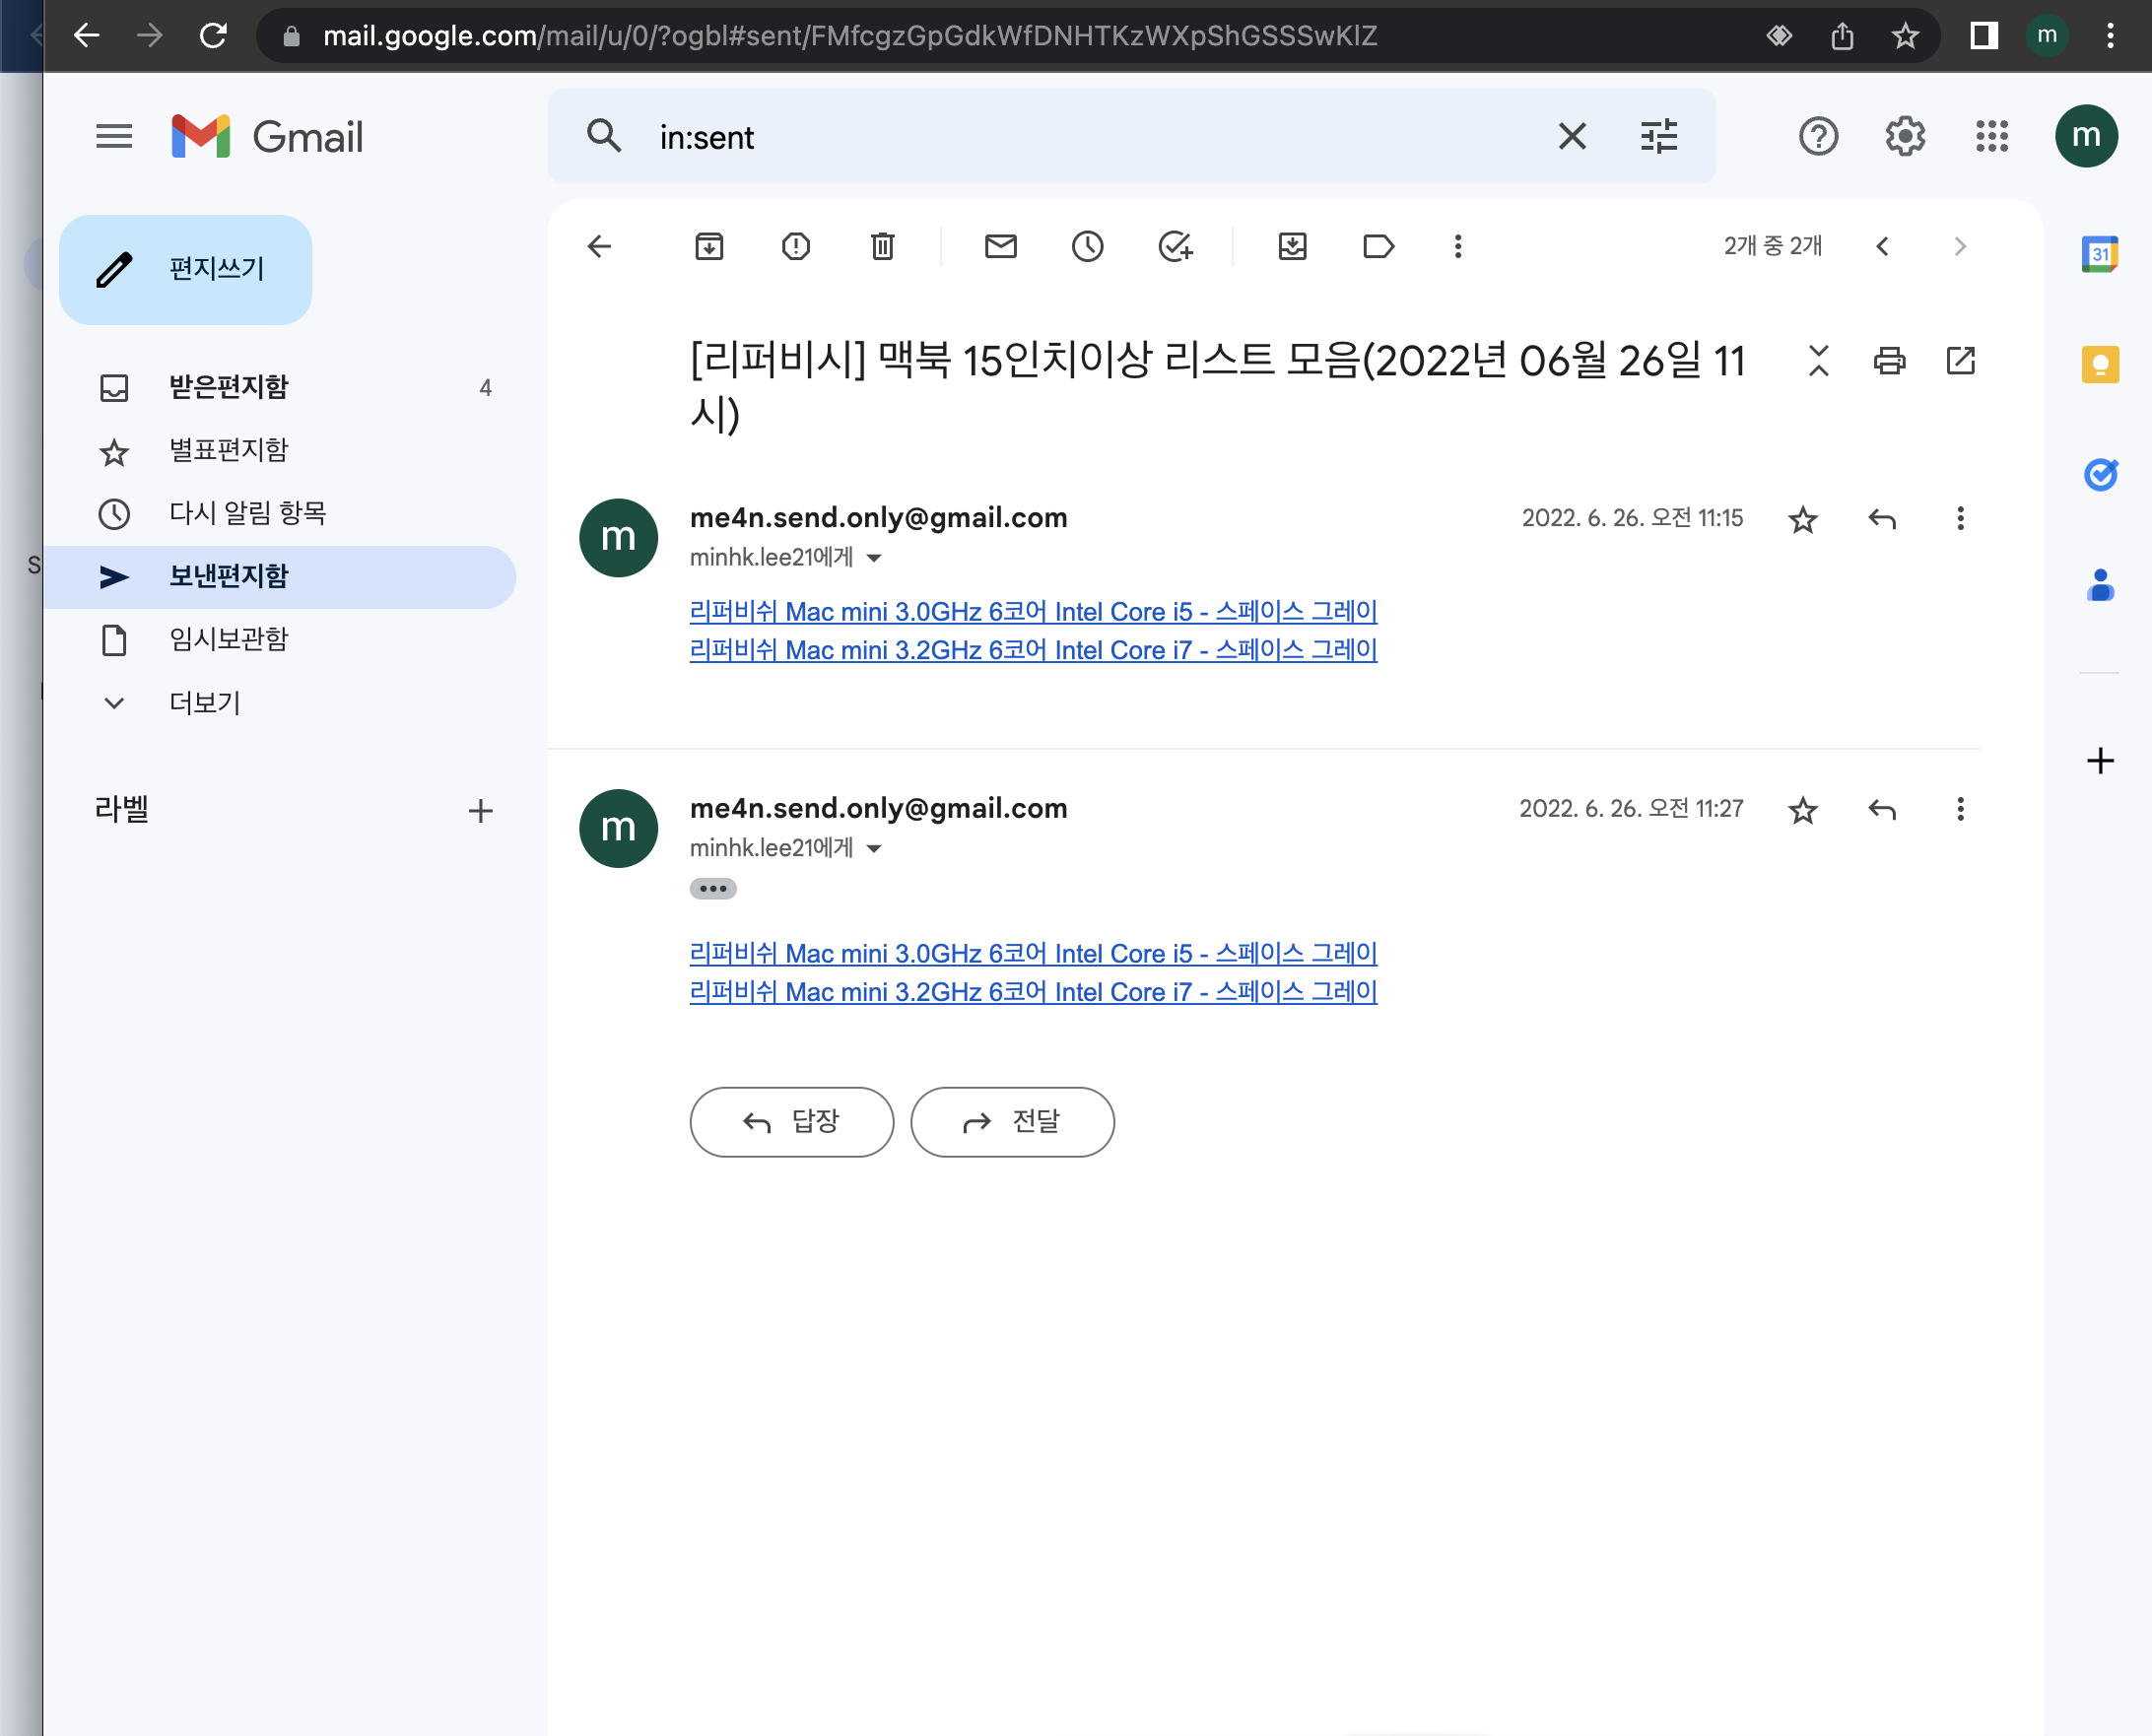 mail.google.com/mail/u/0/?ogbl#sent/FMfcgzGpGdkWfDNHTKzWXpShGSSSwKlZ
m
Gmail
in:sent
m
편지쓰기
2개 중 2개
31
받은편지함 4
별표편지함
다시 알림 항목
보낸편지함
임시보관함
더보기
라벨
[리퍼비시] 맥북 15인치이상 리스트 모음(2022년 06월 26일 11
시)
m
me4n.send.only@gmail.com 2022. 6. 26. 오전 11:15
minhk.lee21에게
리퍼비쉬 Mac mini 3.0GHz 6코어 Intel Core i5 - 스페이스 그레이
리퍼비쉬 Mac mini 3.2GHz 6코어 Intel Core i7 - 스페이스 그레이
m
me4n.send.only@gmail.com 2022. 6. 26. 오전 11:27
minhk.lee21에게
리퍼비쉬 Mac mini 3.0GHz 6코어 Intel Core i5 - 스페이스 그레이
리퍼비쉬 Mac mini 3.2GHz 6코어 Intel Core i7 - 스페이스 그레이
답장
전달